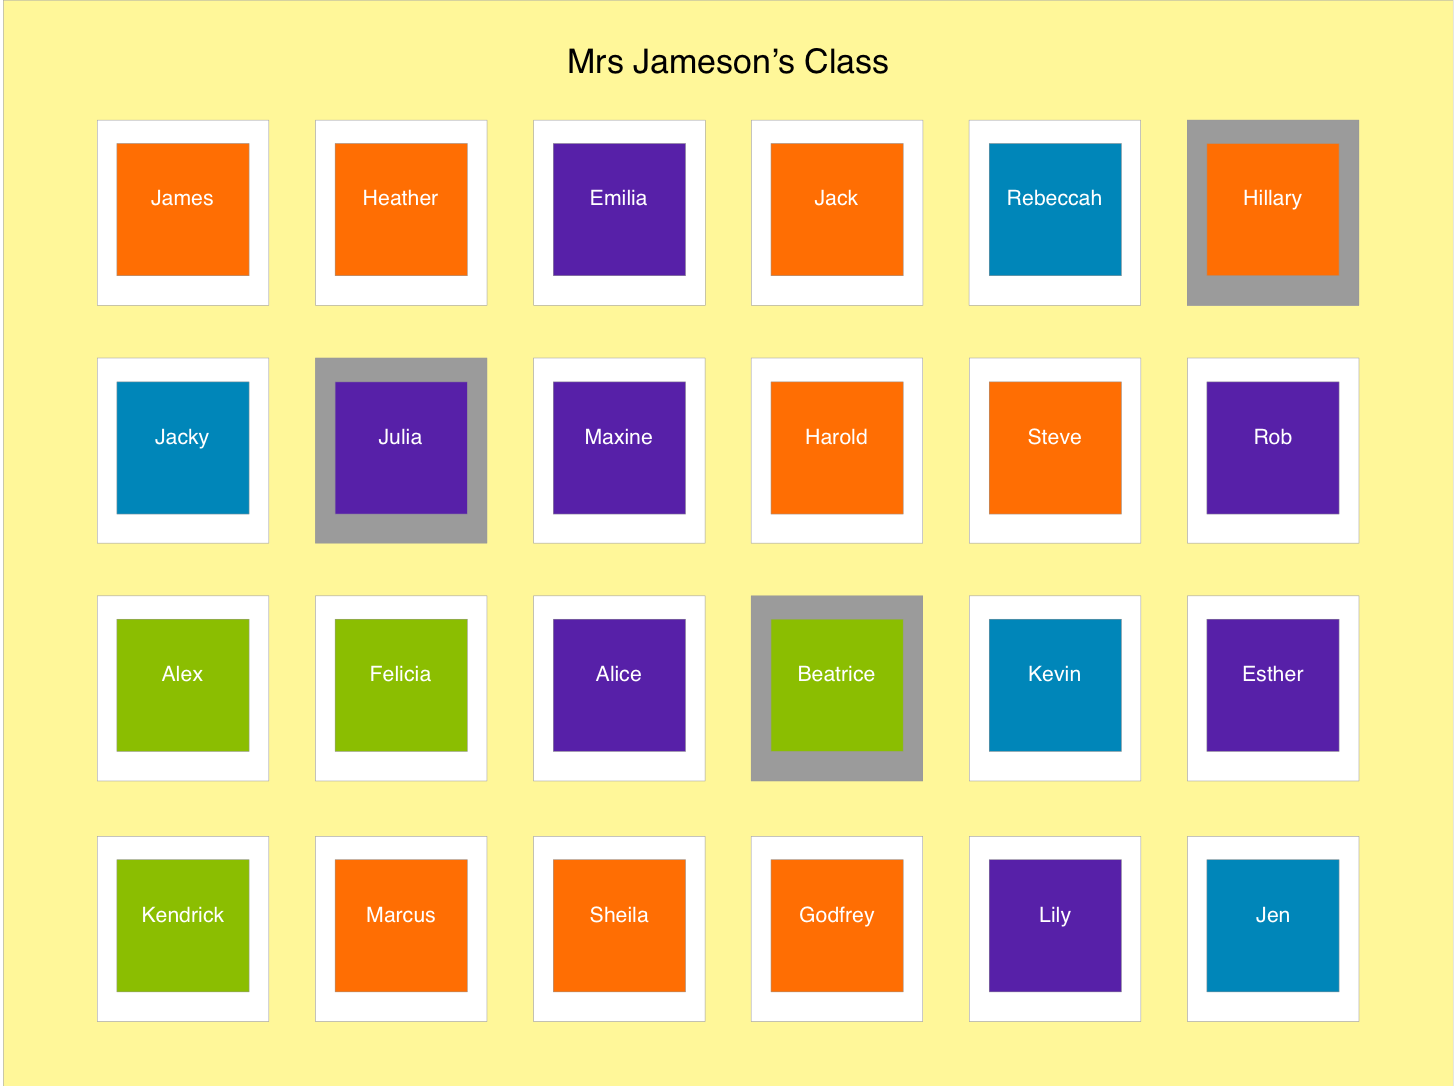 Mrs Jameson’s Class
James
Heather
Emilia
Jack
Rebeccah
Hillary
Jacky
Julia
Maxine
Harold
Steve
Rob
Alex
Felicia
Alice
Beatrice
Kevin
Esther
Kendrick
Marcus
Sheila
Godfrey
Lily
Jen